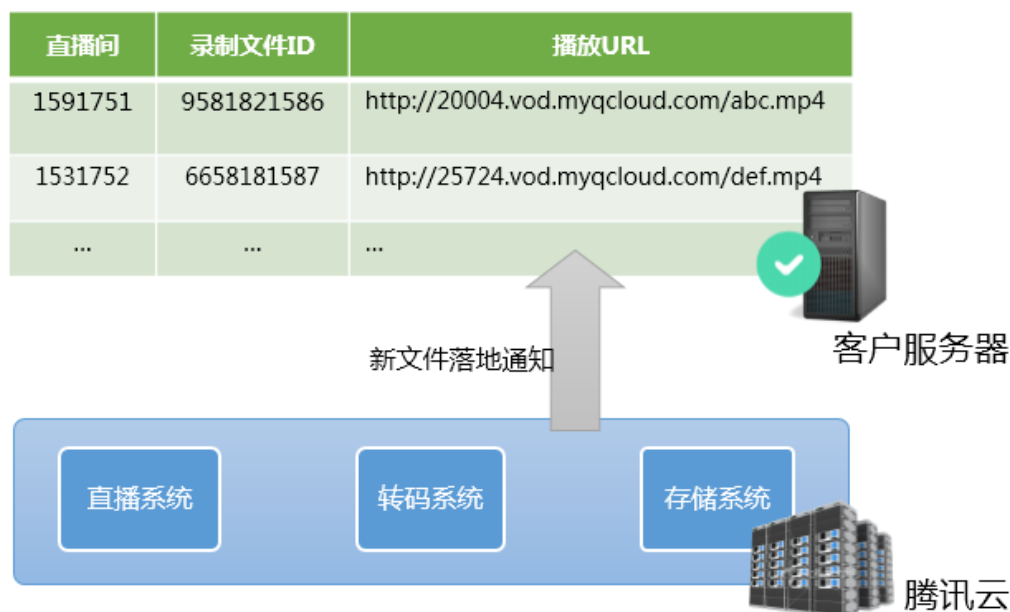 直播间 录制文件ID 播放URL
1591751 9581821586 http://20004.vod.myqcloud.com/abc.mp4
1531752 6658181587 http://25724.vod.myqcloud.com/def.mp4
... ... ...
客户服务器
新文件落地通知
直播系统 转码系统 存储系统
腾讯云